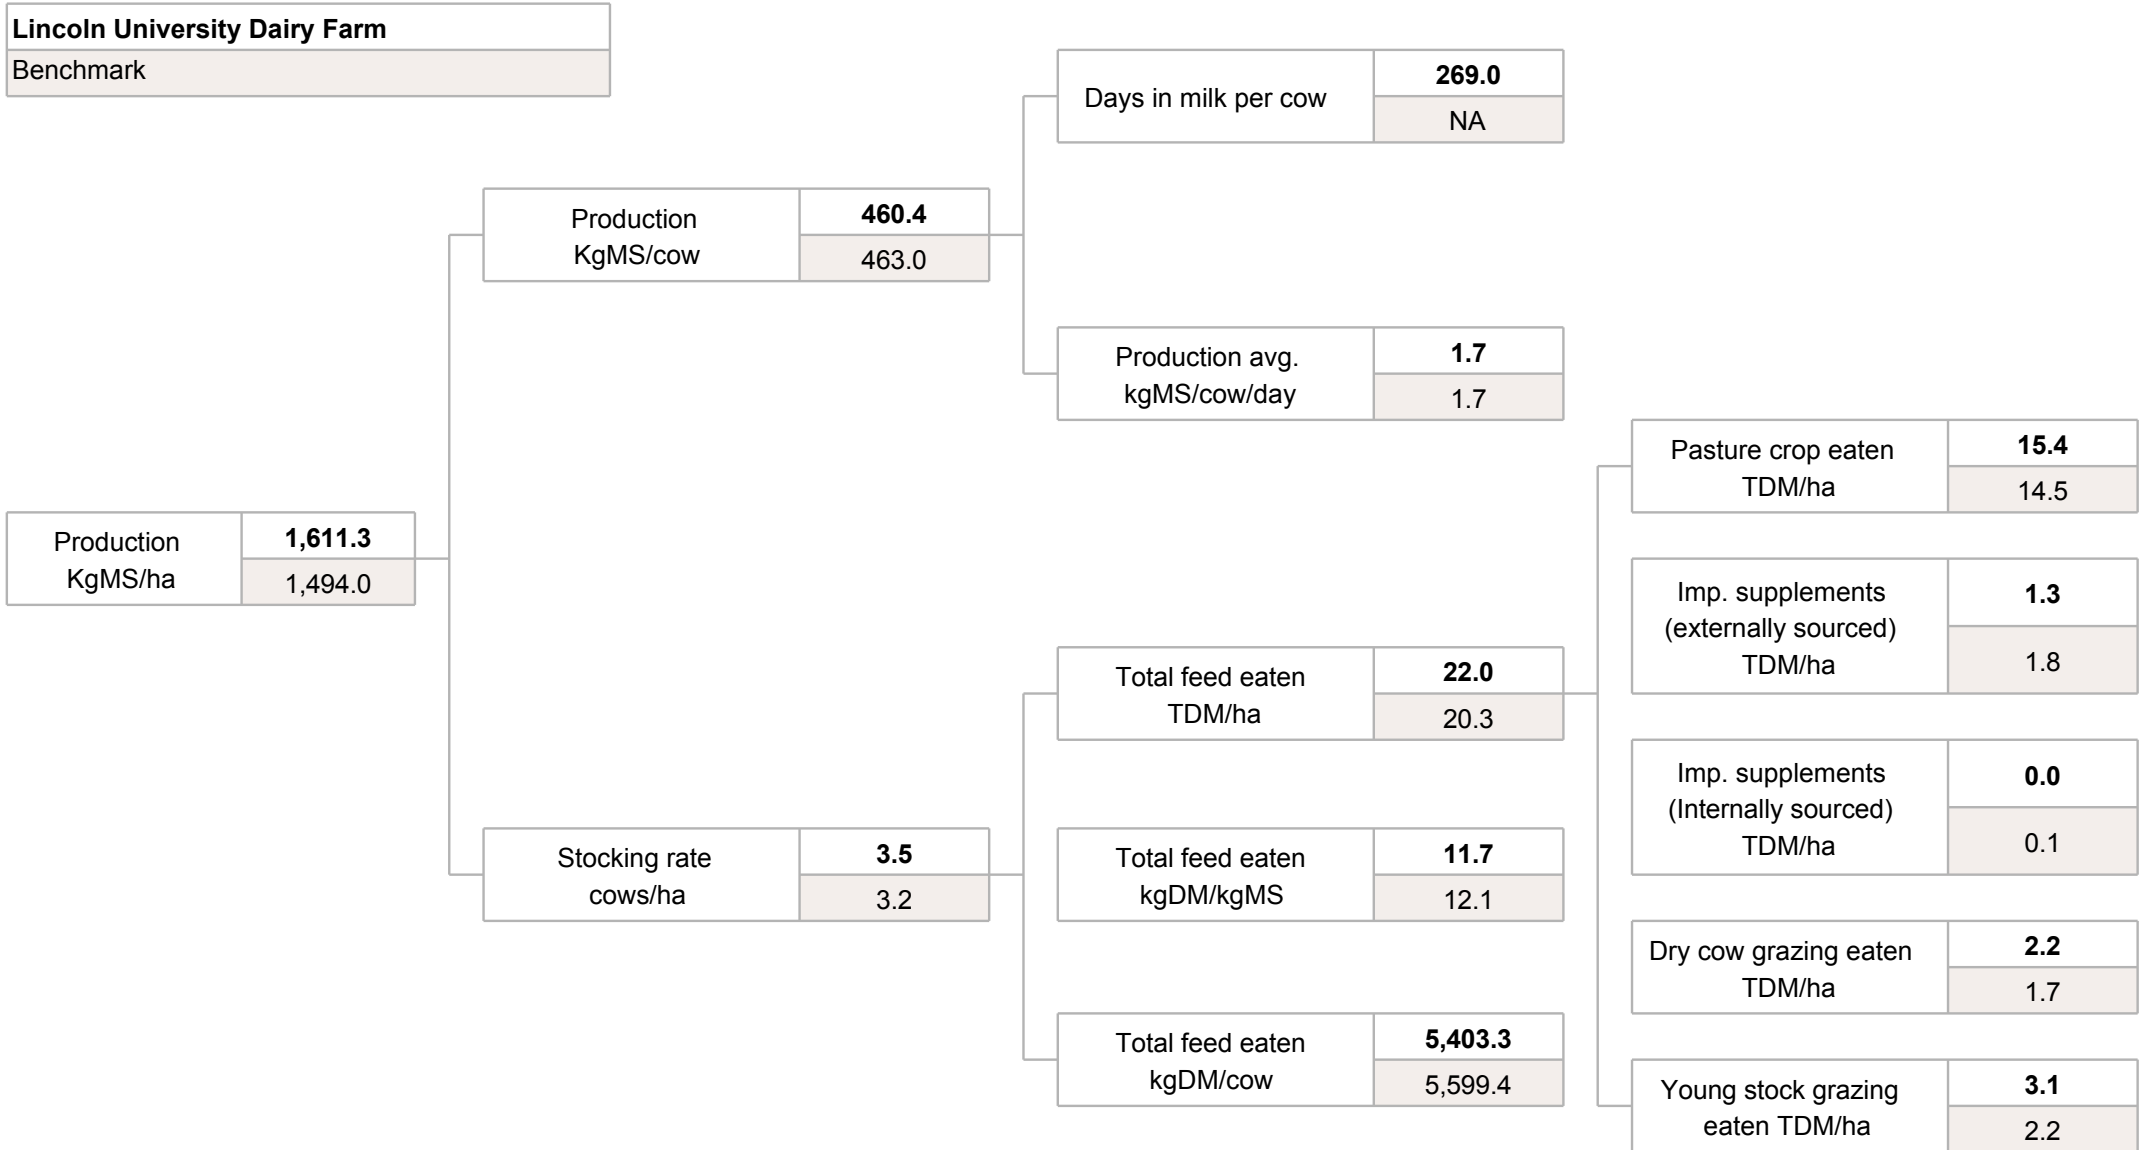 Lincoln University Dairy Farm
Benchmark
Days in milk per cow
269.0
NA
Production
KgMS/cow
460.4
463.0
Production avg.
kgMS/cow/day
1.7
1.7
Pasture crop eaten
TDM/ha
15.4
14.5
Production
KgMS/ha
1,611.3
1,494.0
Imp. supplements
(externally sourced)
TDM/ha
1.3
1.8
Total feed eaten
TDM/ha
22.0
20.3
Imp. supplements
(Internally sourced)
TDM/ha
0.0
0.1
Stocking rate
cows/ha
3.5
3.2
Total feed eaten
kgDM/kgMS
11.7
12.1
Dry cow grazing eaten
TDM/ha
2.2
1.7
Total feed eaten
kgDM/cow
5,403.3
5,599.4
Young stock grazing
eaten TDM/ha
3.1
2.2